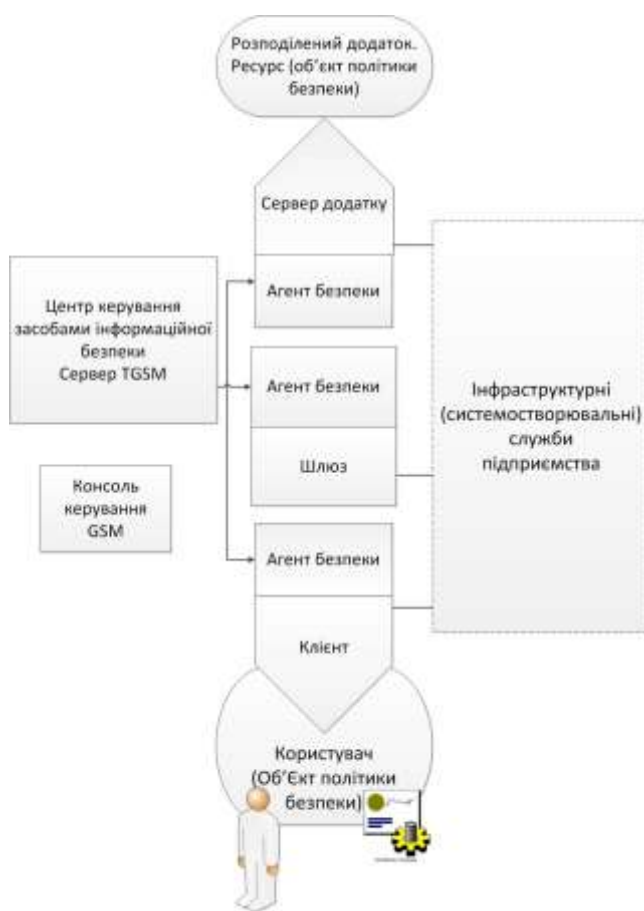 Розподілений додаток.
Ресурс (об’єкт політики
безпеки)
Сервер додатку
Агент безпеки
Центр керування
засобами інформаційної
безпеки
Сервер TGSM
Агент безпеки
Шлюз
Інфраструктурні
(системостворювальні)
служби
підприємства
Консоль
керування
GSM
Агент безпеки
Клієнт
Користувач
(Об’Єкт політики
безпеки)